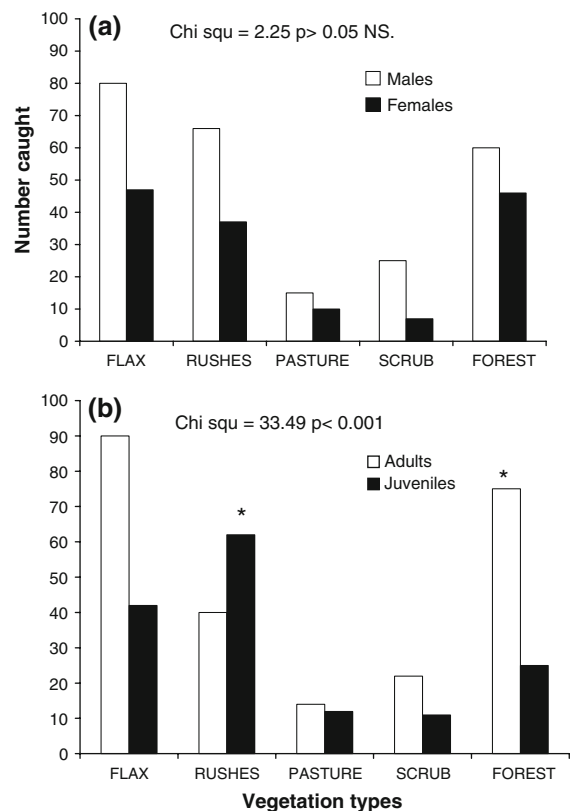 (a)
Chi squ = 2.25 p> 0.05 NS.
Males
Females
Number caught
100
90
80
70
60
50
40
30
20
10
0
FLAX RUSHES PASTURE SCRUB FOREST
(b)
Chi squ = 33.49 p< 0.001
Adults
Juveniles
*
*
100
90
80
70
60
50
40
30
20
10
0
FLAX RUSHES PASTURE SCRUB FOREST
Vegetation types